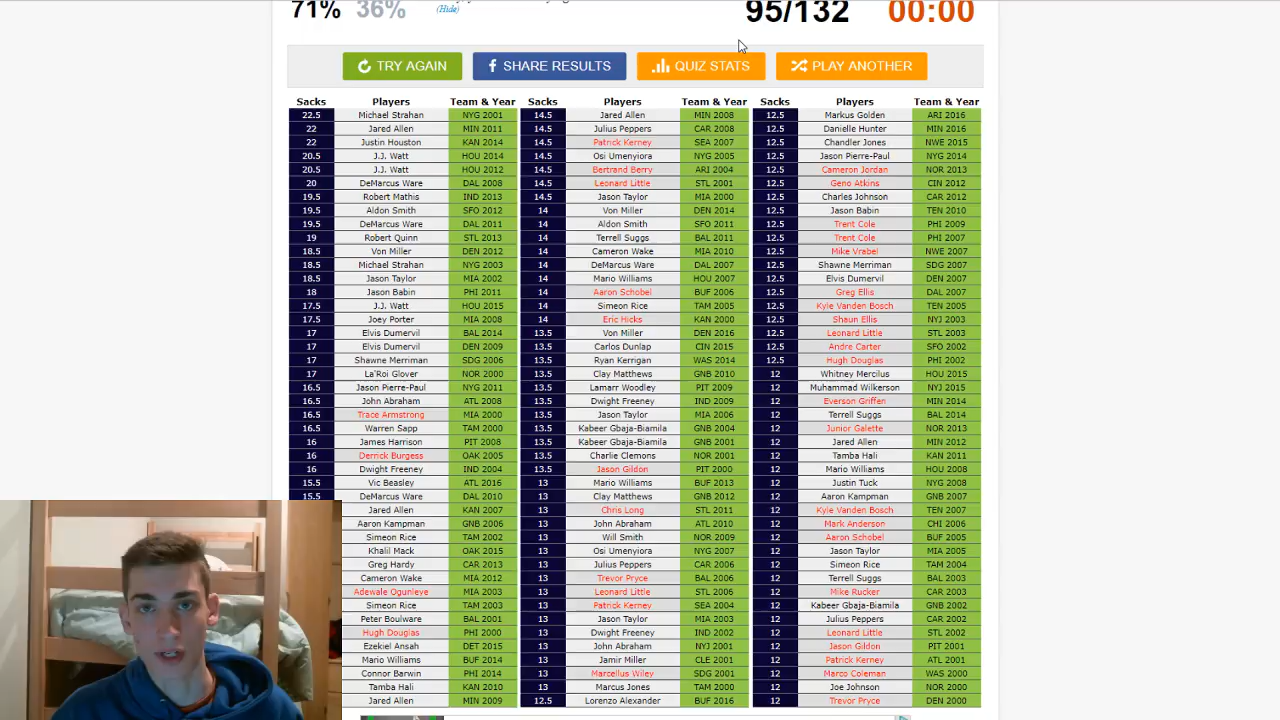 71% 36% (Hide) 95/132 00:00
TRY AGAIN SHARE RESULTS QUIZ STATS PLAY ANOTHER
Sacks Players Team & Year Sacks Players Team & Year Sacks Players Team & Year
22.5 Michael Strahan NYG 2001 14.5 Jared Allen MIN 2008 12.5 Markus Golden ARI 2016
22 Jared Allen MIN 2011 14.5 Julius Peppers CAR 2008 12.5 Danielle Hunter MIN 2016
22 Justin Houston KAN 2014 14.5 Patrick Kerney SEA 2007 12.5 Chandler Jones NWE 2015
20.5 J.J. Watt HOU 2014 14.5 Osi Umenyiora NYG 2005 12.5 Jason Pierre-Paul NYG 2014
20.5 J.J. Watt HOU 2012 14.5 Bertrand Berry ARI 2004 12.5 Cameron Jordan NOR 2013
20 DeMarcus Ware DAL 2008 14.5 Leonard Little STL 2001 12.5 Geno Atkins CIN 2012
19.5 Robert Mathis IND 2013 14.5 Jason Taylor MIA 2000 12.5 Charles Johnson CAR 2012
19.5 Aldon Smith SFO 2012 14 Von Miller DEN 2014 12.5 Jason Babin TEN 2010
19.5 DeMarcus Ware DAL 2011 14 Aldon Smith SFO 2011 12.5 Trent Cole PHI 2009
19 Robert Quinn STL 2013 14 Terrell Suggs BAL 2011 12.5 Trent Cole PHI 2007
18.5 Von Miller DEN 2012 14 Cameron Wake MIA 2010 12.5 Mike Vrabel NWE 2007
18.5 Michael Strahan NYG 2003 14 DeMarcus Ware DAL 2007 12.5 Shawne Merriman SDG 2007
18.5 Jason Taylor MIA 2002 14 Mario Williams HOU 2007 12.5 Elvis Dumervil DEN 2007
18 Jason Babin PHI 2011 14 Aaron Schobel BUF 2006 12.5 Greg Ellis DAL 2007
17.5 J.J. Watt HOU 2015 14 Simeon Rice TAM 2005 12.5 Kyle Vanden Bosch TEN 2005
17.5 Joey Porter MIA 2008 14 Eric Hicks KAN 2000 12.5 Shaun Ellis NYJ 2003
17 Elvis Dumervil BAL 2014 13.5 Von Miller DEN 2016 12.5 Leonard Little STL 2003
17 Elvis Dumervil DEN 2009 13.5 Carlos Dunlap CIN 2015 12.5 Andre Carter SFO 2002
17 Shawne Merriman SDG 2006 13.5 Ryan Kerrigan WAS 2014 12.5 Hugh Douglas PHI 2002
17 La'Roi Glover NOR 2000 13.5 Clay Matthews GNB 2010 12 Whitney Mercilus HOU 2015
16.5 Jason Pierre-Paul NYG 2011 13.5 Lamarr Woodley PIT 2009 12 Muhammad Wilkerson NYJ 2015
16.5 John Abraham ATL 2008 13.5 Dwight Freeney IND 2009 12 Everson Griffen MIN 2014
16.5 Trace Armstrong MIA 2000 13.5 Jason Taylor MIA 2006 12 Terrell Suggs BAL 2014
16.5 Warren Sapp TAM 2000 13.5 Kabeer Gbaja-Biamila GNB 2004 12 Junior Galette NOR 2013
16 James Harrison PIT 2008 13.5 Kabeer Gbaja-Biamila GNB 2001 12 Jared Allen MIN 2012
16 Derrick Burgess OAK 2005 13.5 Charlie Clemons NOR 2001 12 Tamba Hali KAN 2011
16 Dwight Freeney IND 2004 13.5 Jason Gildon PIT 2000 12 Mario Williams HOU 2008
15.5 Vic Beasley ATL 2016 13 Mario Williams BUF 2013 12 Justin Tuck NYG 2008
15.5 DeMarcus Ware DAL 2010 13 Clay Matthews GNB 2012 12 Aaron Kampman GNB 2007
Jared Allen KAN 2007 13 Chris Long STL 2011 12 Kyle Vanden Bosch TEN 2007
Aaron Kampman GNB 2006 13 John Abraham ATL 2010 12 Mark Anderson CHI 2006
Simeon Rice TAM 2002 13 Will Smith NOR 2009 12 Aaron Schobel BUF 2005
Khalil Mack OAK 2015 13 Osi Umenyiora NYG 2007 12 Jason Taylor MIA 2005
Greg Hardy CAR 2013 13 Julius Peppers CAR 2006 12 Simeon Rice TAM 2004
Cameron Wake MIA 2012 13 Trevor Pryce BAL 2006 12 Terrell Suggs BAL 2003
Adewale Ogunleye MIA 2003 13 Leonard Little STL 2006 12 Mike Rucker CAR 2003
Simeon Rice TAM 2003 13 Patrick Kerney SEA 2004 12 Kabeer Gbaja-Biamila GNB 2002
Peter Boulware BAL 2001 13 Jason Taylor MIA 2003 12 Julius Peppers CAR 2002
Hugh Douglas PHI 2000 13 Dwight Freeney IND 2002 12 Leonard Little STL 2002
Ezekiel Ansah DET 2015 13 John Abraham NYJ 2001 12 Jason Gildon PIT 2001
Mario Williams BUF 2014 13 Jamir Miller CLE 2001 12 Patrick Kerney ATL 2001
Connor Barwin PHI 2014 13 Marcellus Wiley SDG 2001 12 Marco Coleman WAS 2000
Tamba Hali KAN 2010 13 Marcus Jones TAM 2000 12 Joe Johnson NOR 2000
Jared Allen MIN 2009 12.5 Lorenzo Alexander BUF 2016 12 Trevor Pryce DEN 2000